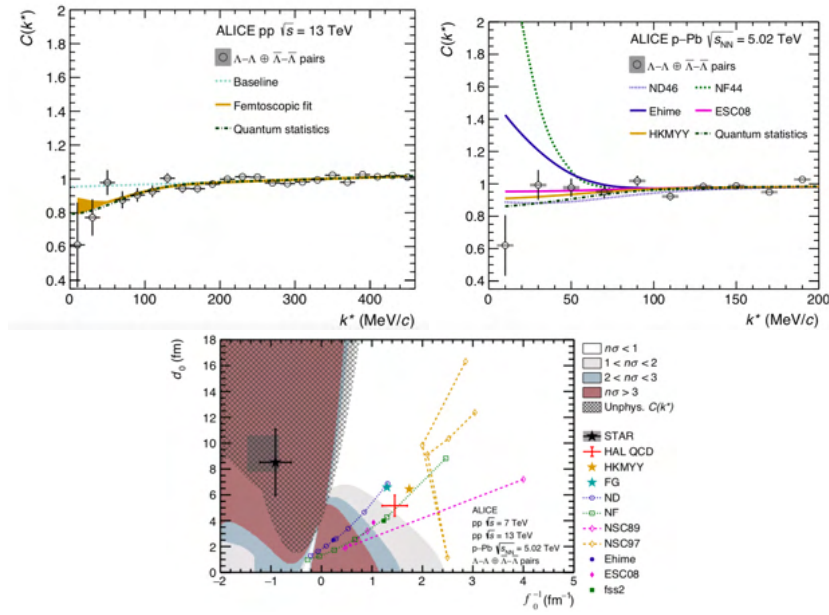 C(k*)
2
1.8
1.6
1.4
1.2
1
0.8
0.6
0.4
ALICE pp √s = 13 TeV
Λ–Λ ⊕ Λ̅–Λ̅ pairs
Baseline
Femtoscopic fit
Quantum statistics
0 100 200 300 400
k* (MeV/c)
C(k*)
2
1.8
1.6
1.4
1.2
1
0.8
0.6
0.4
ALICE p–Pb √sNN = 5.02 TeV
Λ–Λ ⊕ Λ̅–Λ̅ pairs
ND46 NF44
Ehime ESC08
HKMYY Quantum statistics
0 50 100 150 200
k* (MeV/c)
d0 (fm)
18
16
14
12
10
8
6
4
2
0
ALICE
pp √s = 7 TeV
pp √s = 13 TeV
p–Pb √sNN = 5.02 TeV
Λ–Λ ⊕ Λ̅–Λ̅ pairs
−2 −1 0 1 2 3 4 5
f0−1 (fm−1)
nσ < 1
1 < nσ < 2
2 < nσ < 3
nσ > 3
Unphys. C(k*)
STAR
HAL QCD
HKMYY
FG
ND
NF
NSC89
NSC97
Ehime
ESC08
fss2